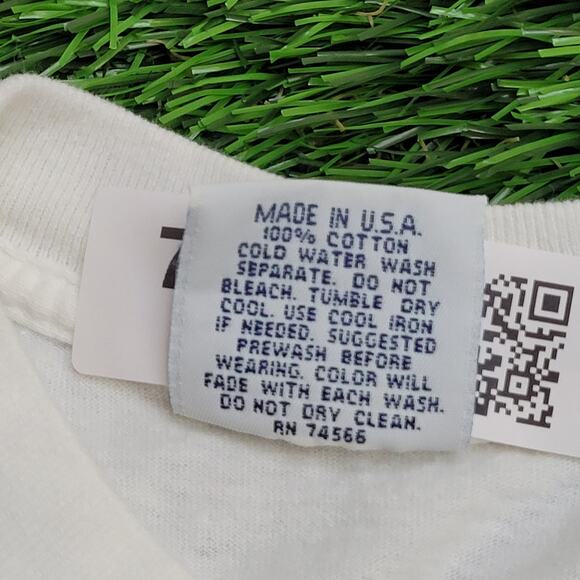 MADE IN U.S.A.
100% COTTON
COLD WATER WASH
SEPARATE. DO NOT
BLEACH. TUMBLE DRY
COOL. USE COOL IRON
IF NEEDED. SUGGESTED
PREWASH BEFORE
WEARING. COLOR WILL
FADE WITH EACH WASH.
DO NOT DRY CLEAN.
RN 74566